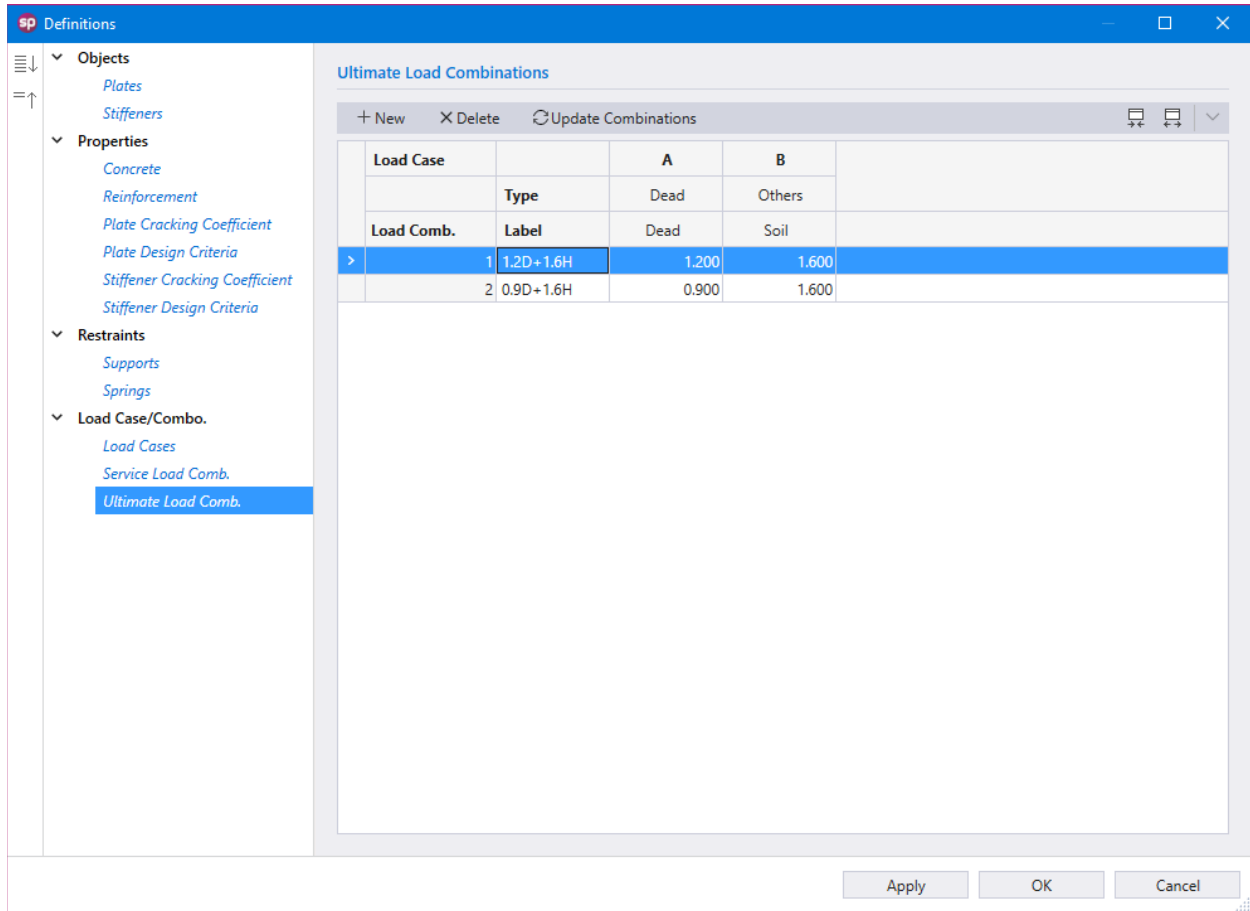 sp Definitions
Objects
Plates
Stiffeners
Properties
Concrete
Reinforcement
Plate Cracking Coefficient
Plate Design Criteria
Stiffener Cracking Coefficient
Stiffener Design Criteria
Restraints
Supports
Springs
Load Case/Combo.
Load Cases
Service Load Comb.
Ultimate Load Comb.
Ultimate Load Combinations
New Delete Update Combinations
Load Case A B
Type Dead Others
Load Comb. Label Dead Soil
1 1.2D+1.6H 1.200 1.600
2 0.9D+1.6H 0.900 1.600
Apply OK Cancel